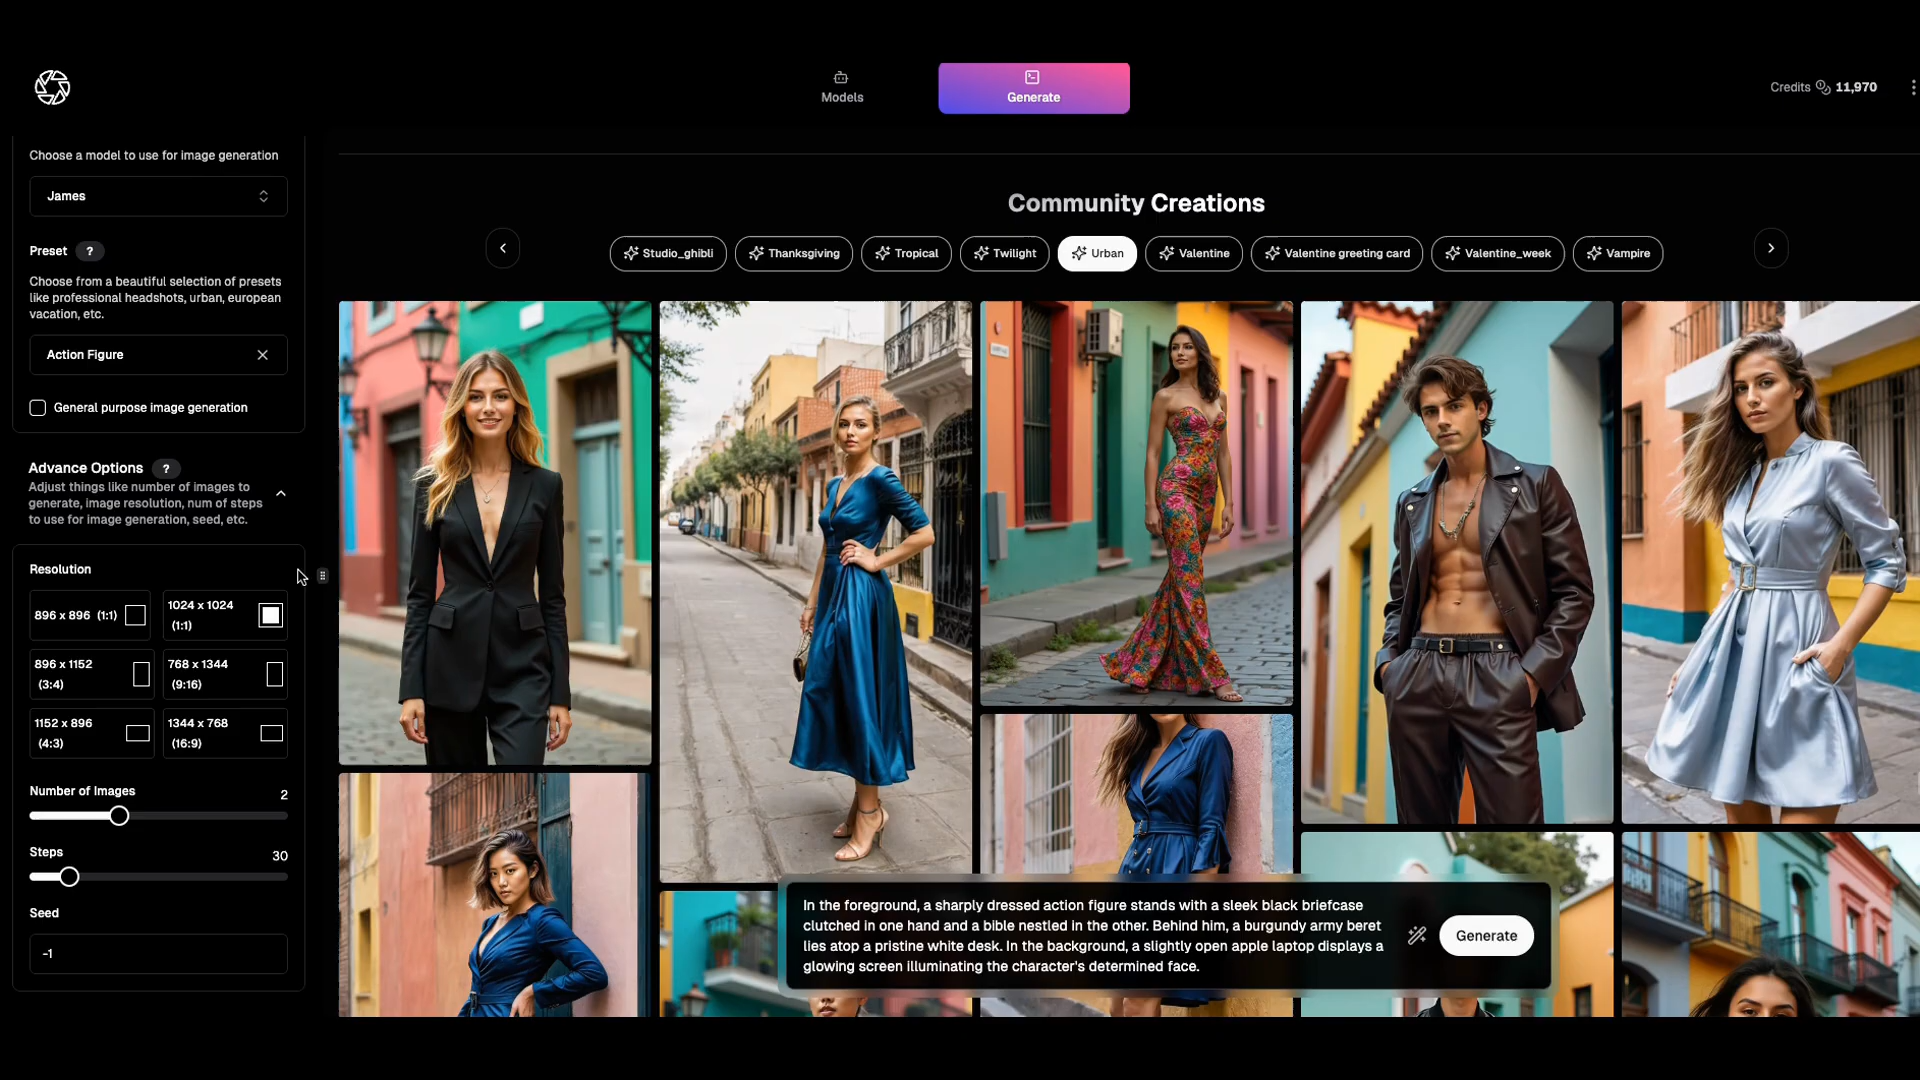 Models
Generate
Credits 11,970
Choose a model to use for image generation
James
Preset ?
Choose from a beautiful selection of presets
like professional headshots, urban, european
vacation, etc.
Action Figure
General purpose image generation
Advance Options ?
Adjust things like number of images to
generate, image resolution, num of steps
to use for image generation, seed, etc.
Resolution
896 x 896 (1:1)
1024 x 1024
(1:1)
896 x 1152
(3:4)
768 x 1344
(9:16)
1152 x 896
(4:3)
1344 x 768
(16:9)
Number of Images 2
Steps 30
Seed
-1
Community Creations
Studio_ghibli
Thanksgiving
Tropical
Twilight
Urban
Valentine
Valentine greeting card
Valentine_week
Vampire
In the foreground, a sharply dressed action figure stands with a sleek black briefcase
clutched in one hand and a bible nestled in the other. Behind him, a burgundy army beret
lies atop a pristine white desk. In the background, a slightly open apple laptop displays a
glowing screen illuminating the character's determined face.
Generate